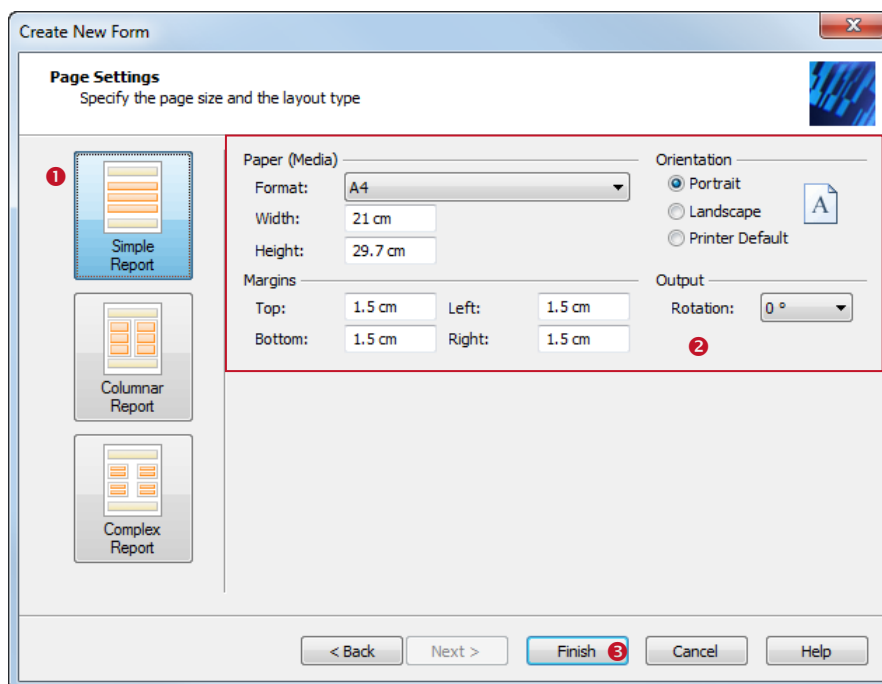 Create New Form
Page Settings
Specify the page size and the layout type
1
Simple
Report
Columnar
Report
Complex
Report
Paper (Media)
Format: A4
Width: 21 cm
Height: 29.7 cm
Margins
Top: 1.5 cm Left: 1.5 cm
Bottom: 1.5 cm Right: 1.5 cm
Orientation
Portrait
Landscape
Printer Default
A
Output
Rotation: 0 °
2
< Back Next > Finish 3 Cancel Help